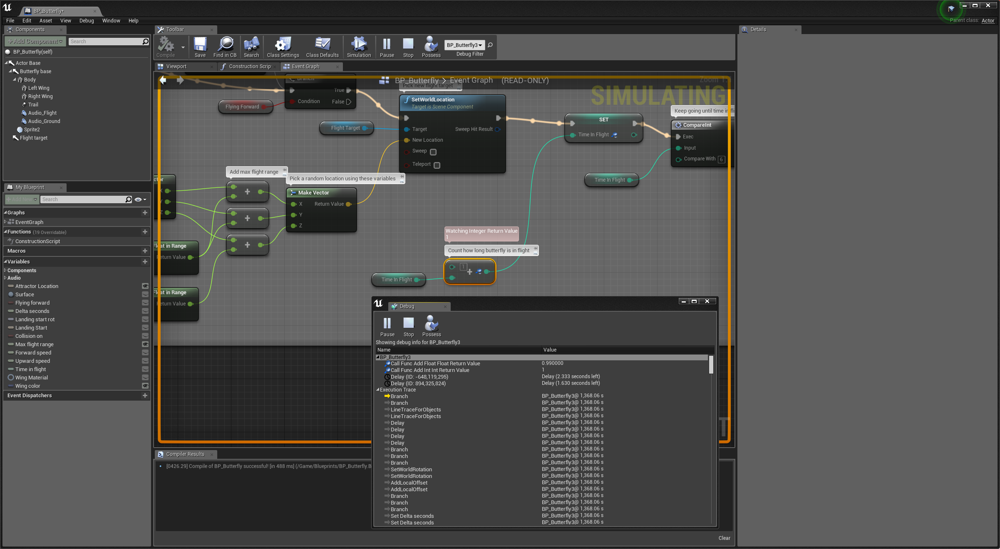 BP_Butterfly*
File Edit Asset View Debug Window Help
Parent class: Actor
Components
Add Component Search
BP_Butterfly(self)
Actor Base
Butterfly base
Body
Left Wing
Right Wing
Trail
Audio_Flight
Audio_Ground
Sprite2
Flight target
My Blueprint
Add New Search
Graphs
EventGraph
Functions (19 Overridable)
ConstructionScript
Macros
Variables
Components
Audio
Attractor Location
Surface
Flying forward
Delta seconds
Landing start rot
Landing Start
Collision on
Max flight range
Forward speed
Upward speed
Time in flight
Wing Material
Wing color
Event Dispatchers
Toolbar
Compile Save Find in CB Search Class Settings Class Defaults Simulation Pause Stop Possess
BP_Butterfly3
Debug Filter
Viewport Construction Scrip Event Graph
BP_Butterfly > Event Graph (READ-ONLY)
Zoom 1:1
SIMULATING
Branch
True
Condition False
Flying Forward
Pick new flight target
SetWorldLocation
Target is Scene Component
Target Sweep Hit Result
New Location
Sweep
Teleport
Flight Target
SET
Time In Flight
Keep going until time in fli
CompareInt
Exec
Input
Compare With 6
Time In Flight
Add max flight range
+
+
+
Pick a random location using these variables
Make Vector
X Return Value
Y
Z
ctor
X
Y
Z
Float in Range
Return Value
Float in Range
Return Value
Watching Integer Return Value
1
Count how long butterfly is in flight
1
+
Time In Flight
T
Debug
Pause Stop Possess
Showing debug info for BP_Butterfly3
Name Value
BP_Butterfly3
Call Func Add Float Float Return Value 0.990000
Call Func Add Int Int Return Value 1
Delay (ID: -648,119,295) Delay (2.333 seconds left)
Delay (ID: 894,325,824) Delay (1.630 seconds left)
Execution Trace
Branch BP_Butterfly3@ 1,368.06 s
Branch BP_Butterfly3@ 1,368.06 s
LineTraceForObjects BP_Butterfly3@ 1,368.06 s
LineTraceForObjects BP_Butterfly3@ 1,368.06 s
Delay BP_Butterfly3@ 1,368.06 s
Delay BP_Butterfly3@ 1,368.06 s
Delay BP_Butterfly3@ 1,368.06 s
Delay BP_Butterfly3@ 1,368.06 s
Branch BP_Butterfly3@ 1,368.06 s
Branch BP_Butterfly3@ 1,368.06 s
Branch BP_Butterfly3@ 1,368.06 s
SetWorldRotation BP_Butterfly3@ 1,368.06 s
SetWorldRotation BP_Butterfly3@ 1,368.06 s
AddLocalOffset BP_Butterfly3@ 1,368.06 s
AddLocalOffset BP_Butterfly3@ 1,368.06 s
Branch BP_Butterfly3@ 1,368.06 s
Branch BP_Butterfly3@ 1,368.06 s
Branch BP_Butterfly3@ 1,368.06 s
Set Delta seconds BP_Butterfly3@ 1,368.06 s
Set Delta seconds BP_Butterfly3@ 1,368.06 s
Compiler Results
[0426.29] Compile of BP_Butterfly successful! [in 488 ms] (/Game/Blueprints/BP_Butterfly.B
Clear
Details